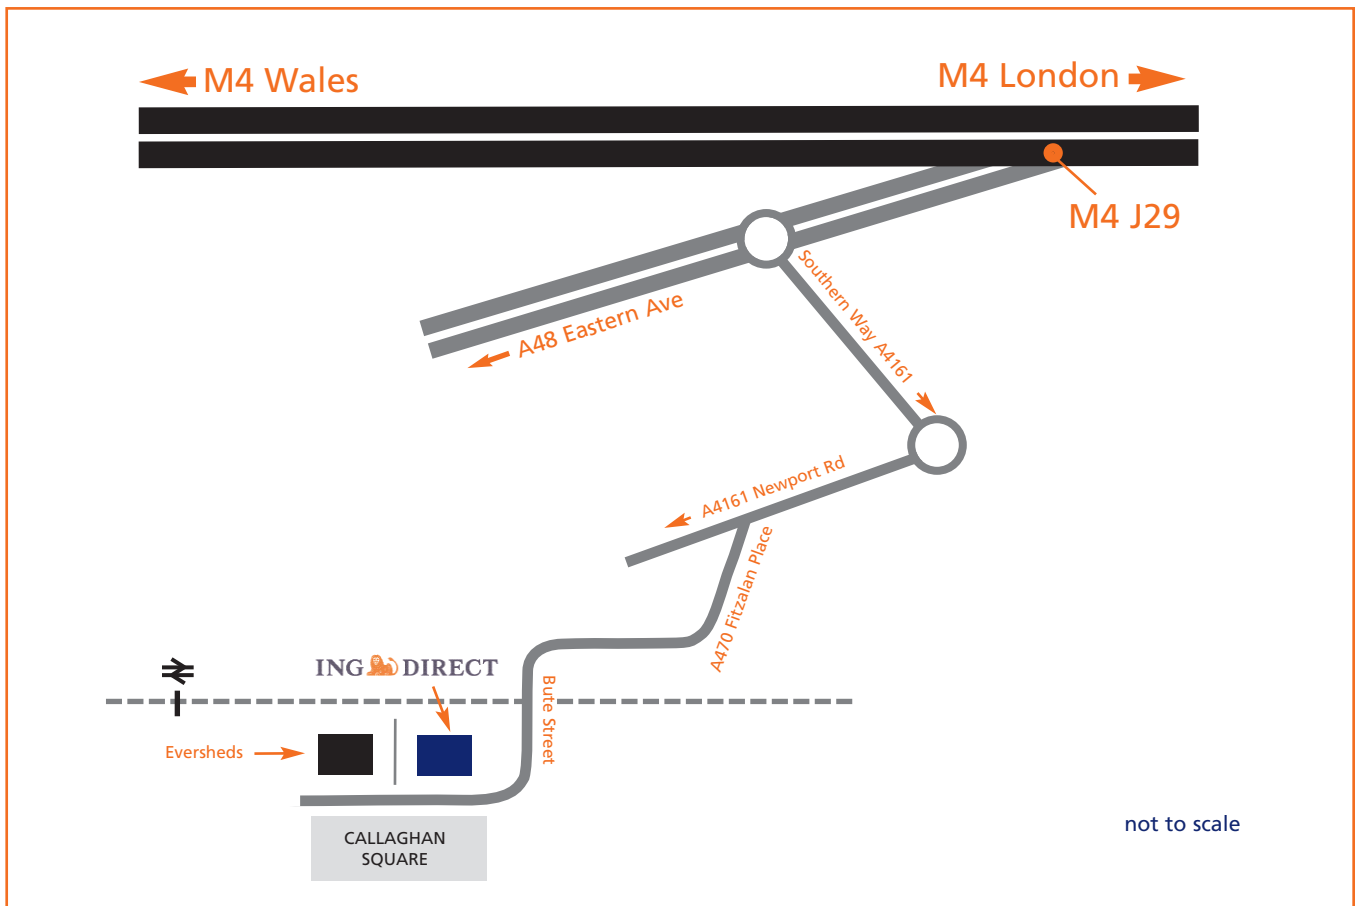 M4 Wales
M4 London
M4 J29
Southern Way A4161
A48 Eastern Ave
A4161 Newport Rd
A470 Fitzalan Place
ING DIRECT
Bute Street
Eversheds
CALLAGHAN
SQUARE
not to scale